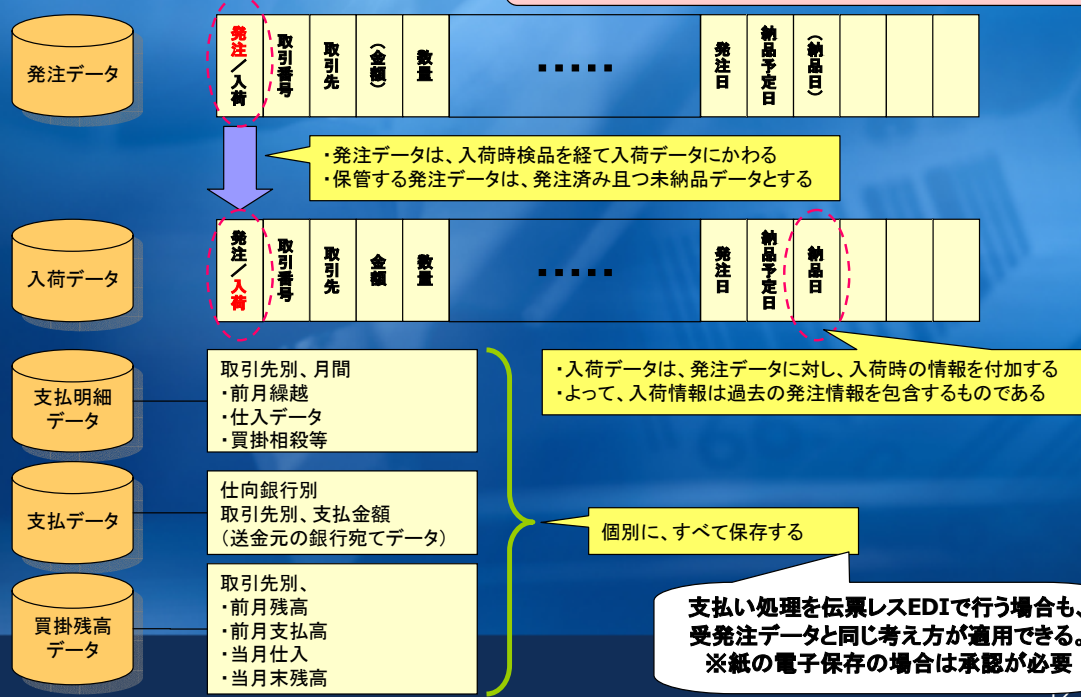 発注データ
発注／入荷
取引番号
取引先
（金額）
数量
▪▪▪▪▪
発注日
納品予定日
（納品日）
・発注データは、入荷時検品を経て入荷データにかわる
・保管する発注データは、発注済み且つ未納品データとする
入荷データ
発注／入荷
取引番号
取引先
金額
数量
▪▪▪▪▪
発注日
納品予定日
納品日
・入荷データは、発注データに対し、入荷時の情報を付加する
・よって、入荷情報は過去の発注情報を包含するものである
支払明細
データ
取引先別、月間
・前月繰越
・仕入データ
・買掛相殺等
支払データ
仕向銀行別
取引先別、支払金額
(送金元の銀行宛てデータ)
個別に、すべて保存する
買掛残高
データ
取引先別、
・前月残高
・前月支払高
・当月仕入
・当月末残高
支払い処理を伝票レスEDIで行う場合も、
受発注データと同じ考え方が適用できる。
※紙の電子保存の場合は承認が必要